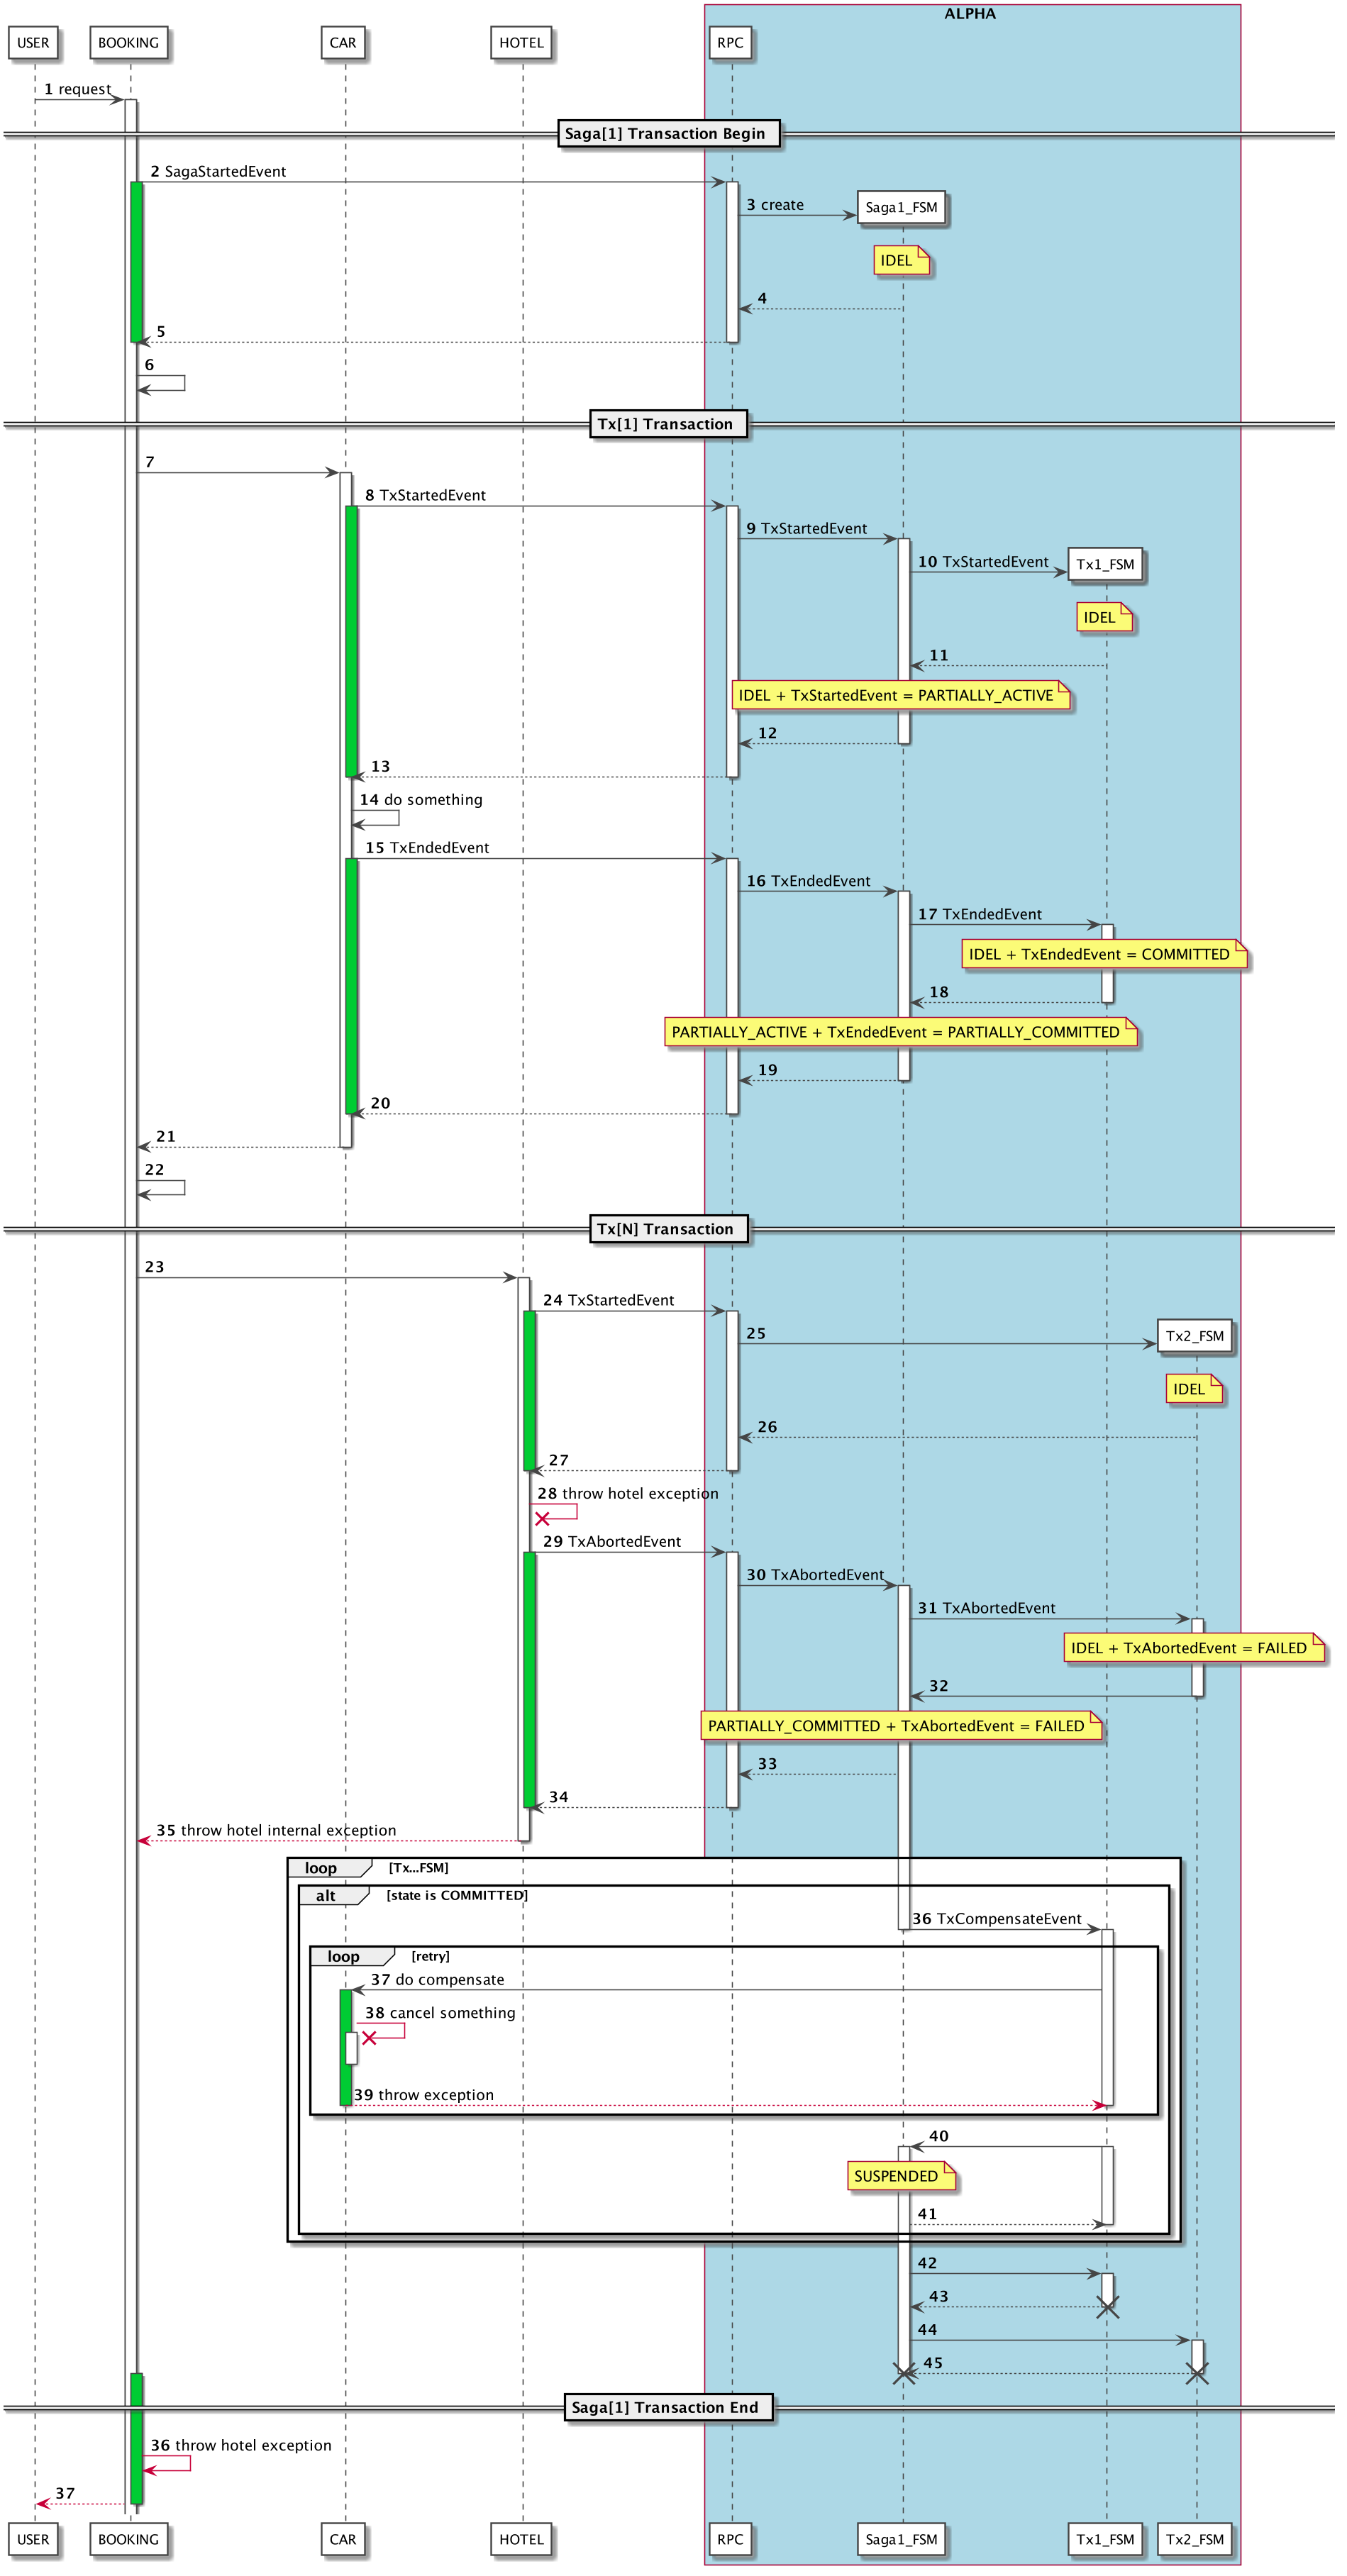 ALPHA
USER
BOOKING
CAR
HOTEL
RPC
1 request
Saga[1] Transaction Begin
2 SagaStartedEvent
3 create
Saga1_FSM
IDEL
4
5
6
Tx[1] Transaction
7
8 TxStartedEvent
9 TxStartedEvent
10 TxStartedEvent
Tx1_FSM
IDEL
11
IDEL + TxStartedEvent = PARTIALLY_ACTIVE
12
13
14 do something
15 TxEndedEvent
16 TxEndedEvent
17 TxEndedEvent
IDEL + TxEndedEvent = COMMITTED
18
PARTIALLY_ACTIVE + TxEndedEvent = PARTIALLY_COMMITTED
19
20
21
22
Tx[N] Transaction
23
24 TxStartedEvent
25
Tx2_FSM
IDEL
26
27
28 throw hotel exception
29 TxAbortedEvent
30 TxAbortedEvent
31 TxAbortedEvent
IDEL + TxAbortedEvent = FAILED
32
PARTIALLY_COMMITTED + TxAbortedEvent = FAILED
33
34
35 throw hotel internal exception
loop [Tx...FSM]
alt [state is COMMITTED]
36 TxCompensateEvent
loop [retry]
37 do compensate
38 cancel something
39 throw exception
40
SUSPENDED
41
42
43
44
45
Saga[1] Transaction End
36 throw hotel exception
37
USER
BOOKING
CAR
HOTEL
RPC
Saga1_FSM
Tx1_FSM
Tx2_FSM